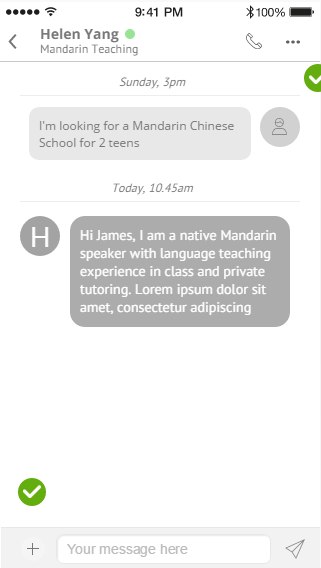 9:41 PM
100%
Helen Yang
Mandarin Teaching
Sunday, 3pm
I'm looking for a Mandarin Chinese
School for 2 teens
Today, 10.45am
H
Hi James, I am a native Mandarin
speaker with language teaching
experience in class and private
tutoring. Lorem ipsum dolor sit
amet, consectetur adipiscing
Your message here